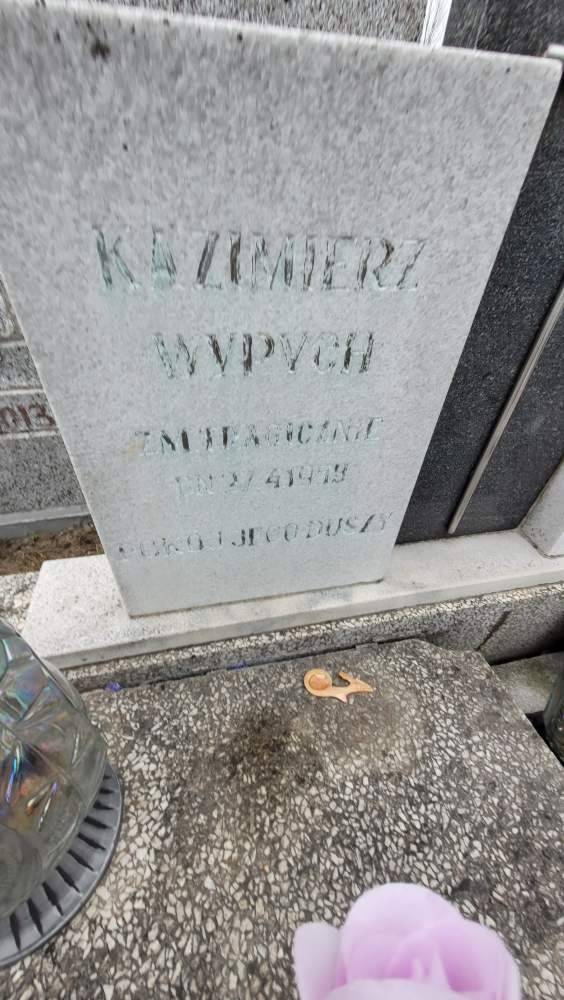 KAZIMIERZ
WYPYCH
ZM TRAGICZNIE
POKÓJ JEGO DUSZY
2013